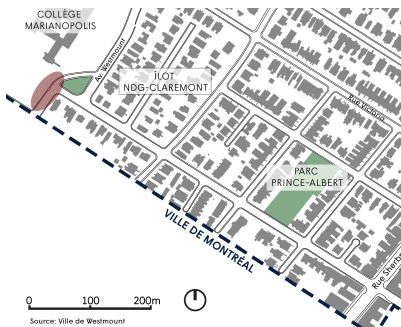 COLLÈGE
MARIANOPOLIS
Av. Westmount
ÎLOT
NDG-CLAREMONT
Rue Victoria
PARC
PRINCE-ALBERT
VILLE DE MONTRÉAL
Rue Sherbr
0 100 200m
Source: Ville de Westmount